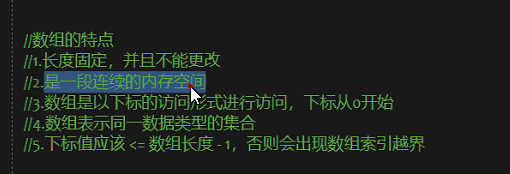 //数组的特点
//1.长度固定，并且不能更改
//2.是一段连续的内存空间
//3.数组是以下标的访问形式进行访问，下标从0开始
//4.数组表示同一数据类型的集合
//5.下标值应该 <= 数组长度 - 1，否则会出现数组索引越界